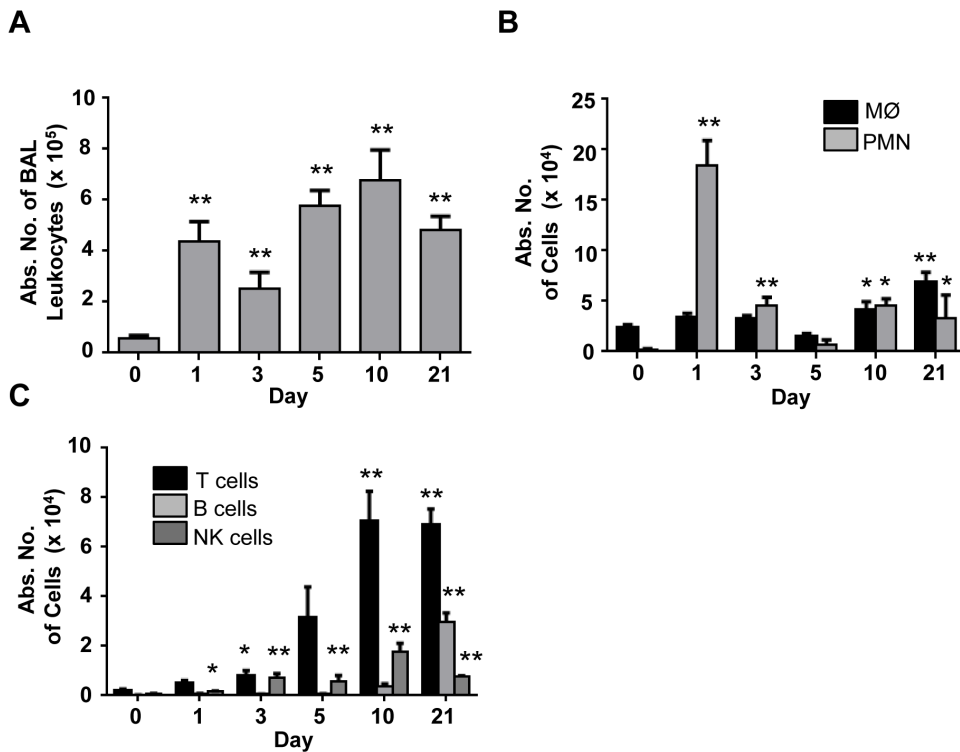 A
Abs. No. of BAL
Leukocytes (x 10⁵)
10
8
6
4
2
0
**
**
**
**
**
0 1 3 5 10 21
Day
B
Abs. No.
of Cells (x 10⁴)
25
20
15
10
5
0
MØ
PMN
**
**
* *
** *
0 1 3 5 10 21
Day
C
Abs. No.
of Cells (x 10⁴)
10
8
6
4
2
0
T cells
B cells
NK cells
*
* **
**
** **
** ** **
0 1 3 5 10 21
Day